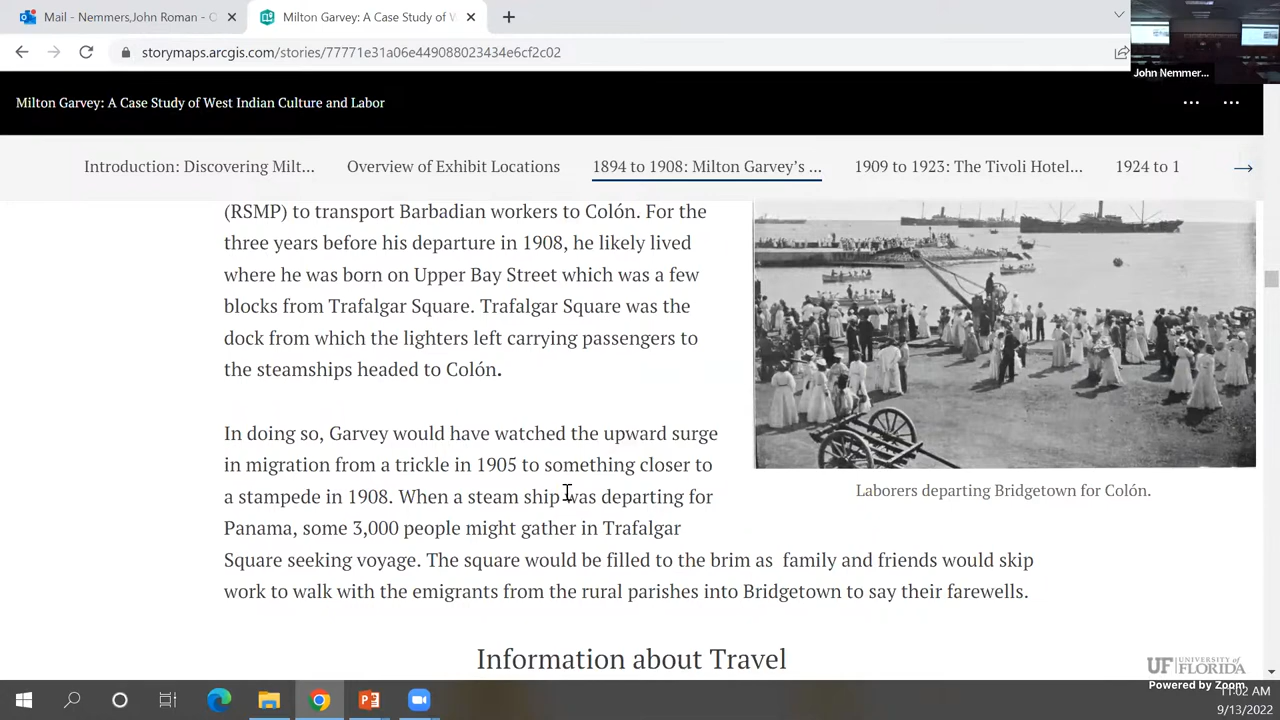 Mail - Nemmers,John Roman - O
Milton Garvey: A Case Study of W
storymaps.arcgis.com/stories/77771e31a06e4490880c3434e6cf8c02
John Nemmer...
Milton Garvey: A Case Study of West Indian Culture and Labor
Introduction: Discovering Milt...
Overview of Exhibit Locations
1894 to 1908: Milton Garvey's ...
1909 to 1923: The Tivoli Hotel...
1924 to 1
(RSMP) to transport Barbadian workers to Colón. For the
three years before his departure in 1908, he likely lived
where he was born on Upper Bay Street which was a few
blocks from Trafalgar Square. Trafalgar Square was the
dock from which the lighters left carrying passengers to
the steamships headed to Colón.
In doing so, Garvey would have watched the upward surge
in migration from a trickle in 1905 to something closer to
a stampede in 1908. When a steam ship was departing for
Panama, some 3,000 people might gather in Trafalgar
Square seeking voyage. The square would be filled to the brim as family and friends would skip
work to walk with the emigrants from the rural parishes into Bridgetown to say their farewells.
Laborers departing Bridgetown for Colón.
Information about Travel
UF UNIVERSITY of
FLORIDA
Powered by Zoom
11:02 AM
9/13/2022